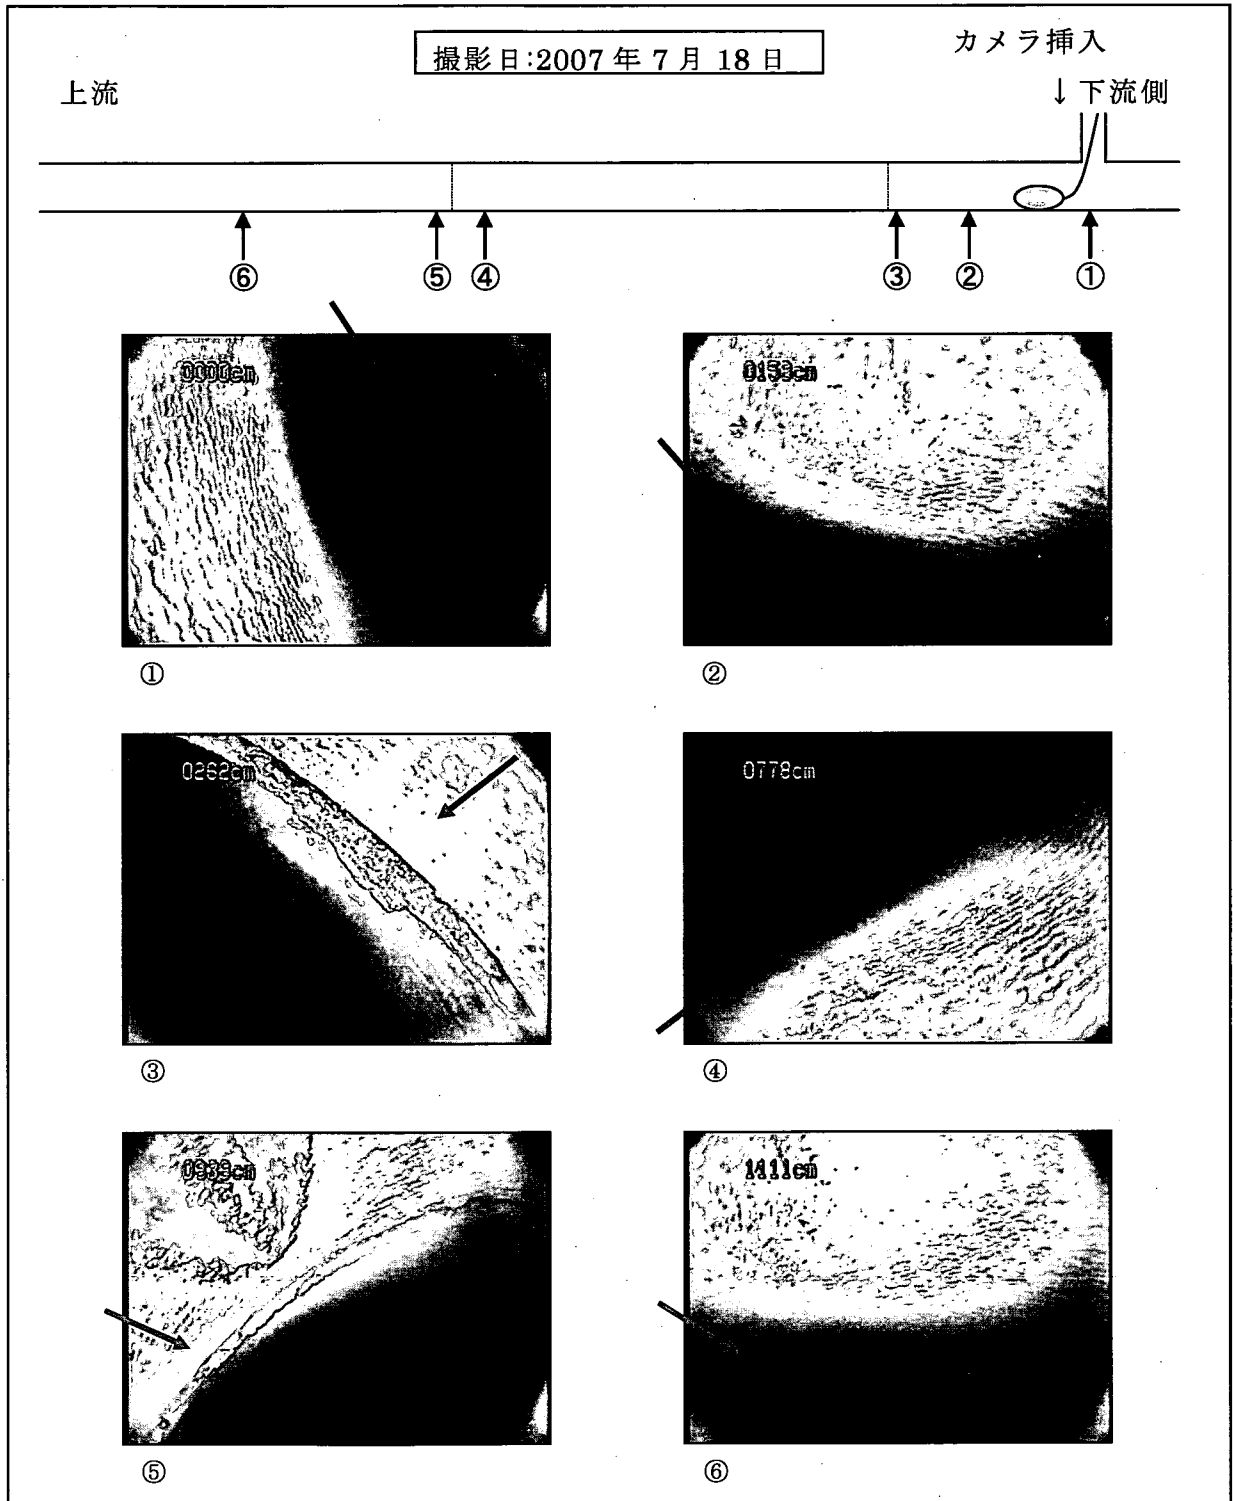 撮影日:2007年7月18日
カメラ挿入
上流
↓下流側
⑥ ⑤ ④ ③ ② ①
0000cm
0153cm
① ②
0262cm
0778cm
③ ④
0939cm
1111cm
⑤ ⑥